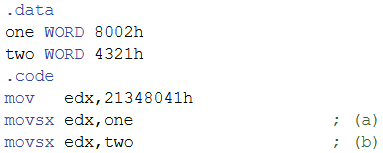 .data
one WORD 8002h
two WORD 4321h
.code
mov   edx,21348041h
movsx edx,one                        ; (a)
movsx edx,two                        ; (b)